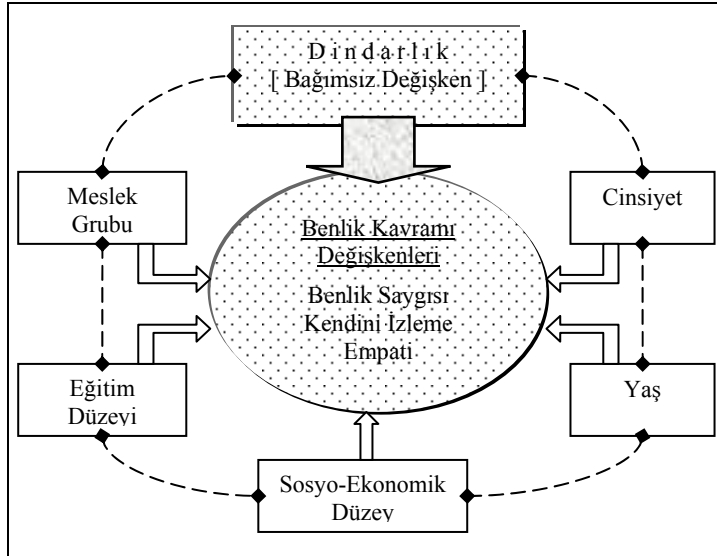 D i n d a r l ı k
[ Bağımsız Değişken ]
Meslek
Grubu
Cinsiyet
Benlik Kavramı
Değişkenleri
Benlik Saygısı
Kendini İzleme
Empati
Eğitim
Düzeyi
Yaş
Sosyo-Ekonomik
Düzey